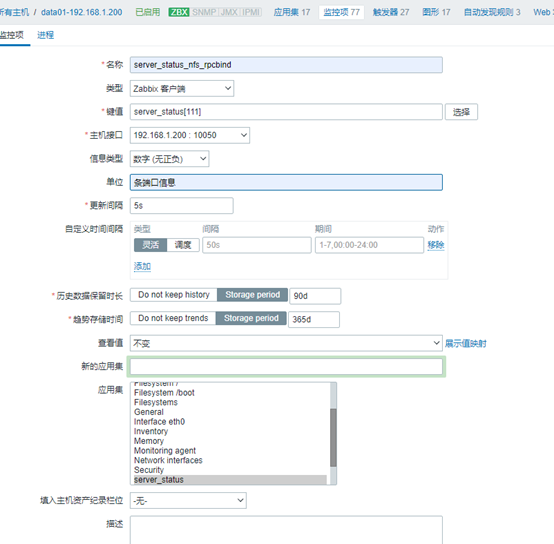 所有主机 / data01-192.168.1.200 已启用 ZBX SNMP JMX IPMI 应用集 17 监控项 77 触发器 27 图形 17 自动发现规则 3 Web
监控项 进程
* 名称 server_status_nfs_rpcbind
类型 Zabbix 客户端
* 键值 server_status[111] 选择
* 主机接口 192.168.1.200 : 10050
信息类型 数字 (无正负)
单位 条端口信息
* 更新间隔 5s
自定义时间间隔 类型 间隔 期间 动作
灵活 调度 50s 1-7,00:00-24:00 移除
添加
* 历史数据保留时长 Do not keep history Storage period 90d
* 趋势存储时间 Do not keep trends Storage period 365d
查看值 不变 展示值映射
新的应用集
应用集 Filesystem /
Filesystem /boot
Filesystems
General
Interface eth0
Inventory
Memory
Monitoring agent
Network interfaces
Security
server_status
填入主机资产纪录栏位 -无-
描述